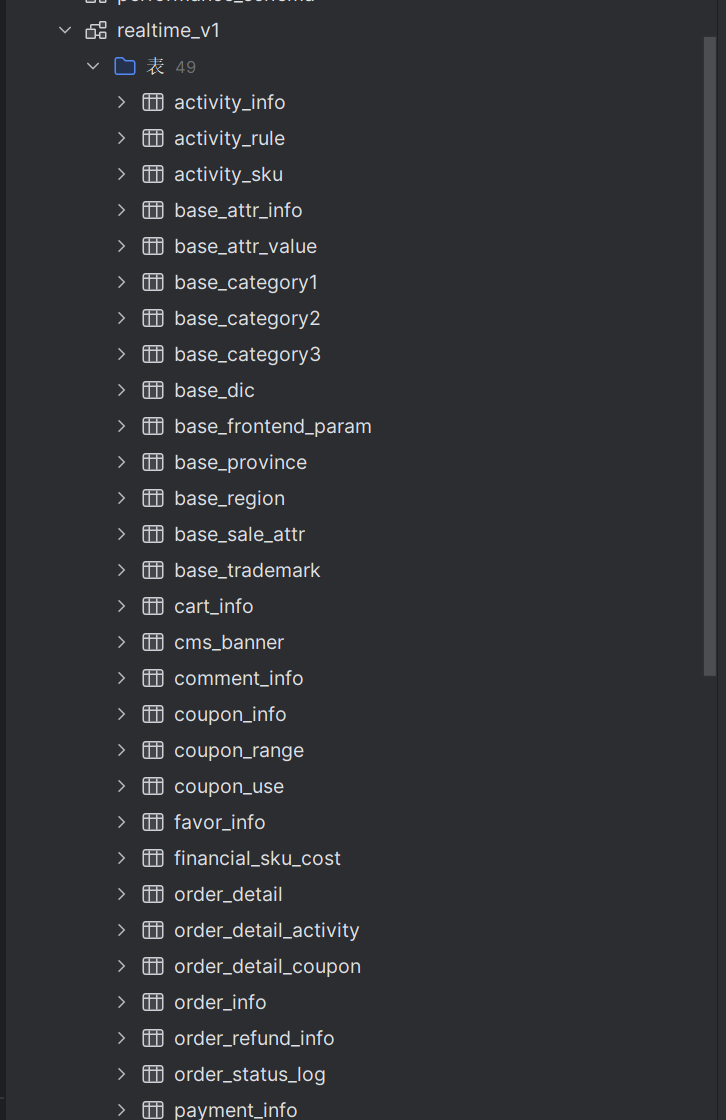 performance_schema
realtime_v1
表 49
activity_info
activity_rule
activity_sku
base_attr_info
base_attr_value
base_category1
base_category2
base_category3
base_dic
base_frontend_param
base_province
base_region
base_sale_attr
base_trademark
cart_info
cms_banner
comment_info
coupon_info
coupon_range
coupon_use
favor_info
financial_sku_cost
order_detail
order_detail_activity
order_detail_coupon
order_info
order_refund_info
order_status_log
payment_info